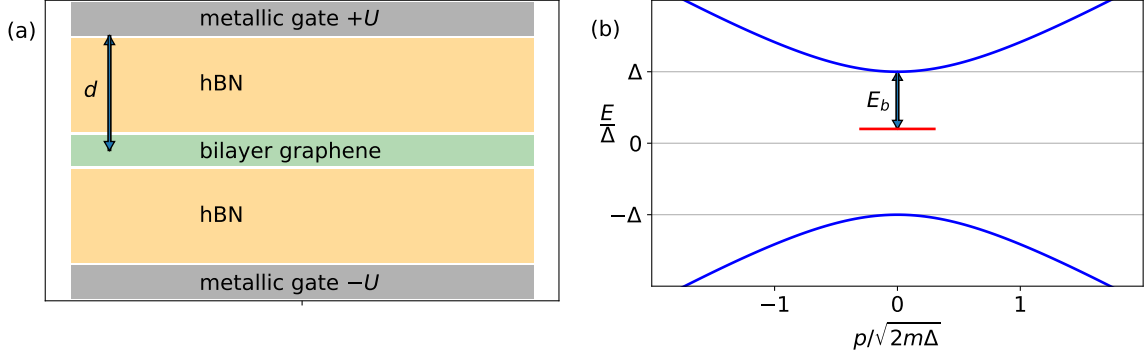 (a)
metallic gate +U
d
hBN
bilayer graphene
hBN
metallic gate −U
(b)
E/Δ
Δ
0
−Δ
E_b
−1
0
1
p/√2mΔ